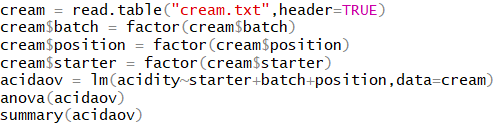 cream = read.table("cream.txt",header=TRUE)
cream$batch = factor(cream$batch)
cream$position = factor(cream$position)
cream$starter = factor(cream$starter)
acidaov = lm(acidity~starter+batch+position,data=cream)
anova(acidaov)
summary(acidaov)